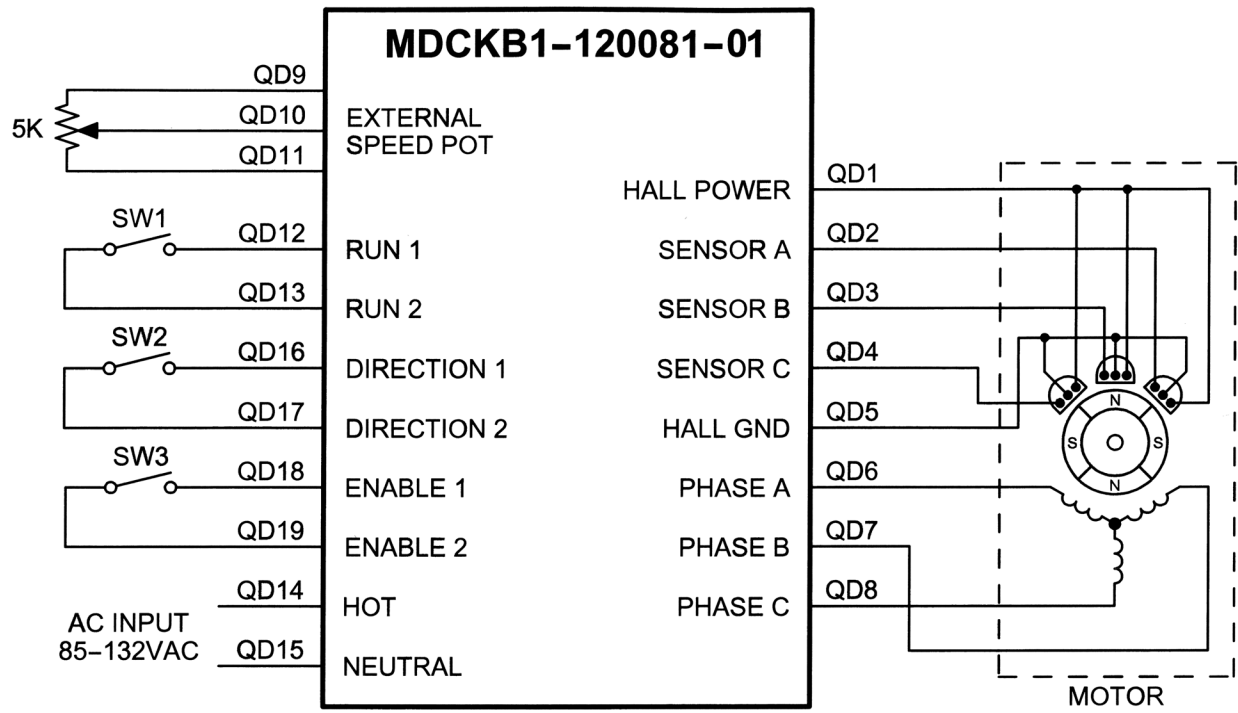 MDCKB1-120081-01
QD9
QD10
5K
EXTERNAL
SPEED POT
QD11
QD1
HALL POWER
SW1
QD12
RUN 1
QD2
SENSOR A
QD13
RUN 2
QD3
SENSOR B
SW2
QD16
DIRECTION 1
QD4
SENSOR C
QD17
DIRECTION 2
QD5
HALL GND
N
S
S
N
SW3
QD18
ENABLE 1
QD6
PHASE A
QD19
ENABLE 2
QD7
PHASE B
QD14
HOT
QD8
PHASE C
AC INPUT
85-132VAC
QD15
NEUTRAL
MOTOR